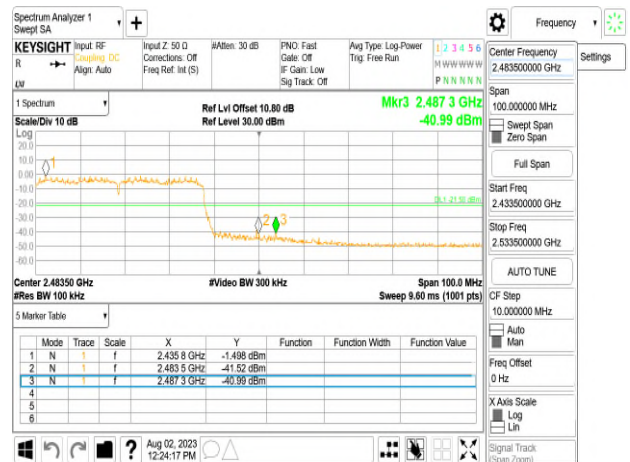 Spectrum Analyzer 1
Swept SA
+
Frequency
KEYSIGHT
Input: RF
Coupling: DC
Align: Auto
Input Z: 50 Ω
Corrections: Off
Freq Ref: Int (S)
#Atten: 30 dB
PNO: Fast
Gate: Off
IF Gain: Low
Sig Track: Off
Avg Type: Log-Power
Trig: Free Run
1 2 3 4 5 6
M W W W W W
P N N N N N
R
LXI
1 Spectrum
Scale/Div 10 dB
Ref Lvl Offset 10.80 dB
Ref Level 30.00 dBm
Mkr3 2.487 3 GHz
-40.99 dBm
Log
20.0
10.0
0.00
-10.0
-20.0
-30.0
-40.0
-50.0
-60.0
1
2
3
Center 2.48350 GHz
#Res BW 100 kHz
#Video BW 300 kHz
Span 100.0 MHz
Sweep 9.60 ms (1001 pts)
5 Marker Table
Mode Trace Scale X Y Function Function Width Function Value
1 N 1 f 2.435 8 GHz -1.498 dBm
2 N 1 f 2.483 5 GHz -41.52 dBm
3 N 1 f 2.487 3 GHz -40.99 dBm
4
5
6
?
Aug 02, 2023
12:24:17 PM
Center Frequency
2.483500000 GHz
Settings
Span
100.000000 MHz
Swept Span
Zero Span
Full Span
Start Freq
2.433500000 GHz
Stop Freq
2.533500000 GHz
AUTO TUNE
CF Step
10.000000 MHz
Auto
Man
Freq Offset
0 Hz
X Axis Scale
Log
Lin
Signal Track
(Span Zoom)